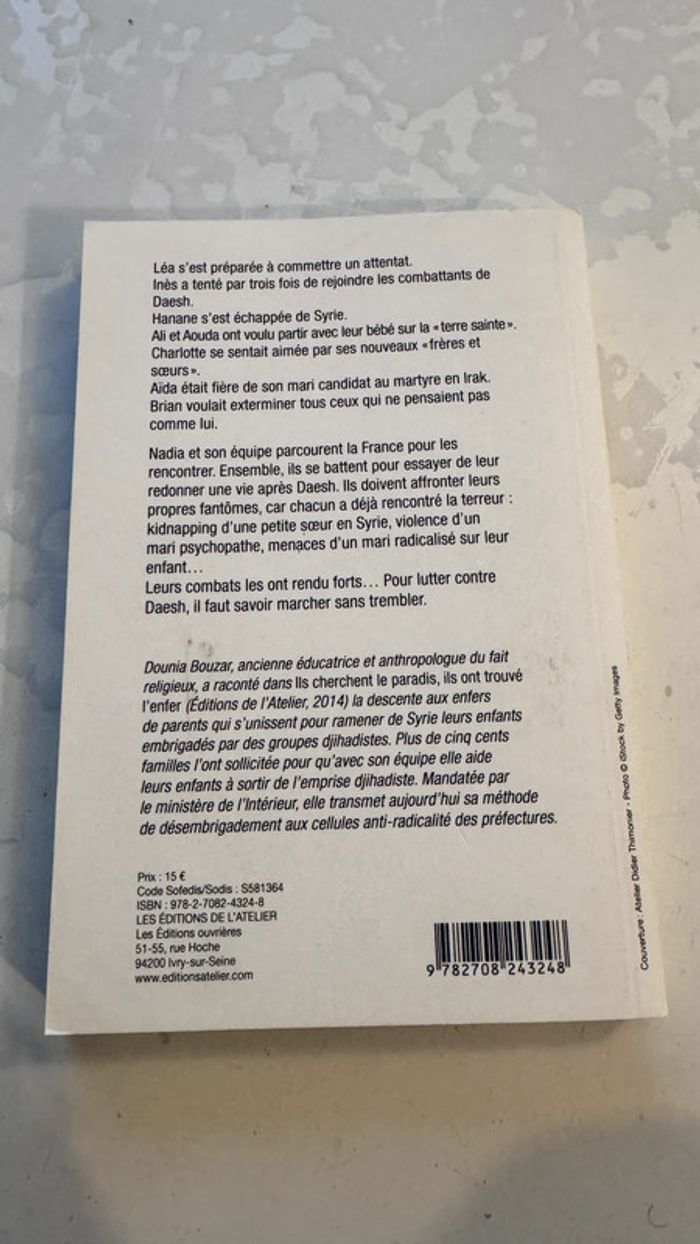 Léa s'est préparée à commettre un attentat.
Inès a tenté par trois fois de rejoindre les combattants de
Daesh.
Hanane s'est échappée de Syrie.
Ali et Aouda ont voulu partir avec leur bébé sur la «terre sainte».
Charlotte se sentait aimée par ses nouveaux «frères et
sœurs».
Aïda était fière de son mari candidat au martyre en Irak.
Brian voulait exterminer tous ceux qui ne pensaient pas
comme lui.
Nadia et son équipe parcourent la France pour les
rencontrer. Ensemble, ils se battent pour essayer de leur
redonner une vie après Daesh. Ils doivent affronter leurs
propres fantômes, car chacun a déjà rencontré la terreur :
kidnapping d'une petite sœur en Syrie, violence d'un
mari psychopathe, menaces d'un mari radicalisé sur leur
enfant...
Leurs combats les ont rendu forts... Pour lutter contre
Daesh, il faut savoir marcher sans trembler.
Dounia Bouzar, ancienne éducatrice et anthropologue du fait
religieux, a raconté dans Ils cherchent le paradis, ils ont trouvé
l'enfer (Éditions de l'Atelier, 2014) la descente aux enfers
de parents qui s'unissent pour ramener de Syrie leurs enfants
embrigadés par des groupes djihadistes. Plus de cinq cents
familles l'ont sollicitée pour qu'avec son équipe elle aide
leurs enfants à sortir de l'emprise djihadiste. Mandatée par
le ministère de l'Intérieur, elle transmet aujourd'hui sa méthode
de désembrigadement aux cellules anti-radicalité des préfectures.
Prix : 15 €
Code Sofedis/Sodis : S581364
ISBN : 978-2-7082-4324-8
LES ÉDITIONS DE L'ATELIER
Les Éditions ouvrières
51-55, rue Hoche
94200 Ivry-sur-Seine
www.editionsatelier.com
9 782708 243248
Couverture : Atelier Didier Thimonier - Photo © iStock by Getty Images